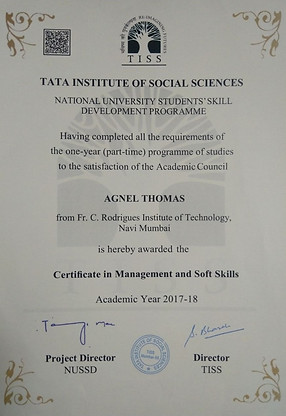 RE-IMAGINING FUTURES
TISS
TATA INSTITUTE OF SOCIAL SCIENCES
NATIONAL UNIVERSITY STUDENTS' SKILL
DEVELOPMENT PROGRAMME
Having completed all the requirements of
the one-year (part-time) programme of studies
to the satisfaction of the Academic Council
AGNEL THOMAS
from Fr. C. Rodrigues Institute of Technology,
Navi Mumbai
is hereby awarded the
Certificate in Management and Soft Skills
Academic Year 2017-18
Project Director
NUSSD
Director
TISS